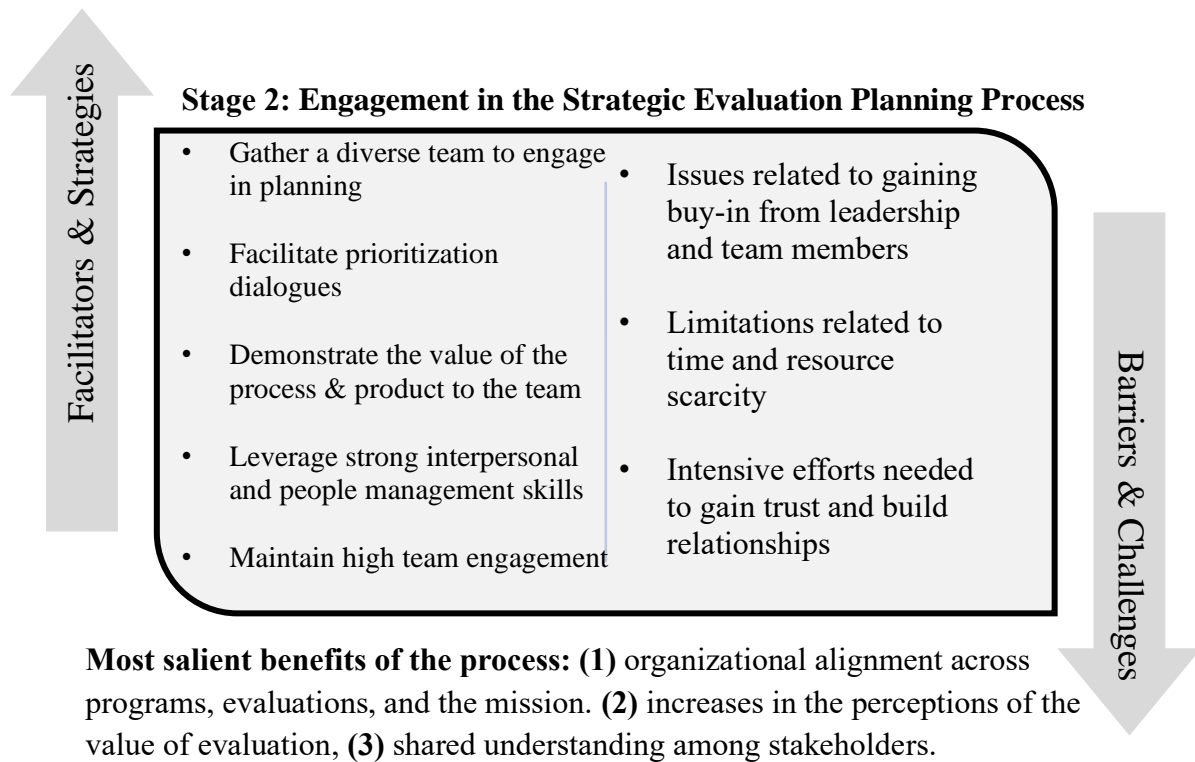 Facilitators & Strategies
Stage 2: Engagement in the Strategic Evaluation Planning Process
• Gather a diverse team to engage
in planning
• Facilitate prioritization
dialogues
• Demonstrate the value of the
process & product to the team
• Leverage strong interpersonal
and people management skills
• Maintain high team engagement
• Issues related to gaining
buy-in from leadership
and team members
• Limitations related to
time and resource
scarcity
• Intensive efforts needed
to gain trust and build
relationships
Barriers & Challenges
Most salient benefits of the process: (1) organizational alignment across
programs, evaluations, and the mission. (2) increases in the perceptions of the
value of evaluation, (3) shared understanding among stakeholders.